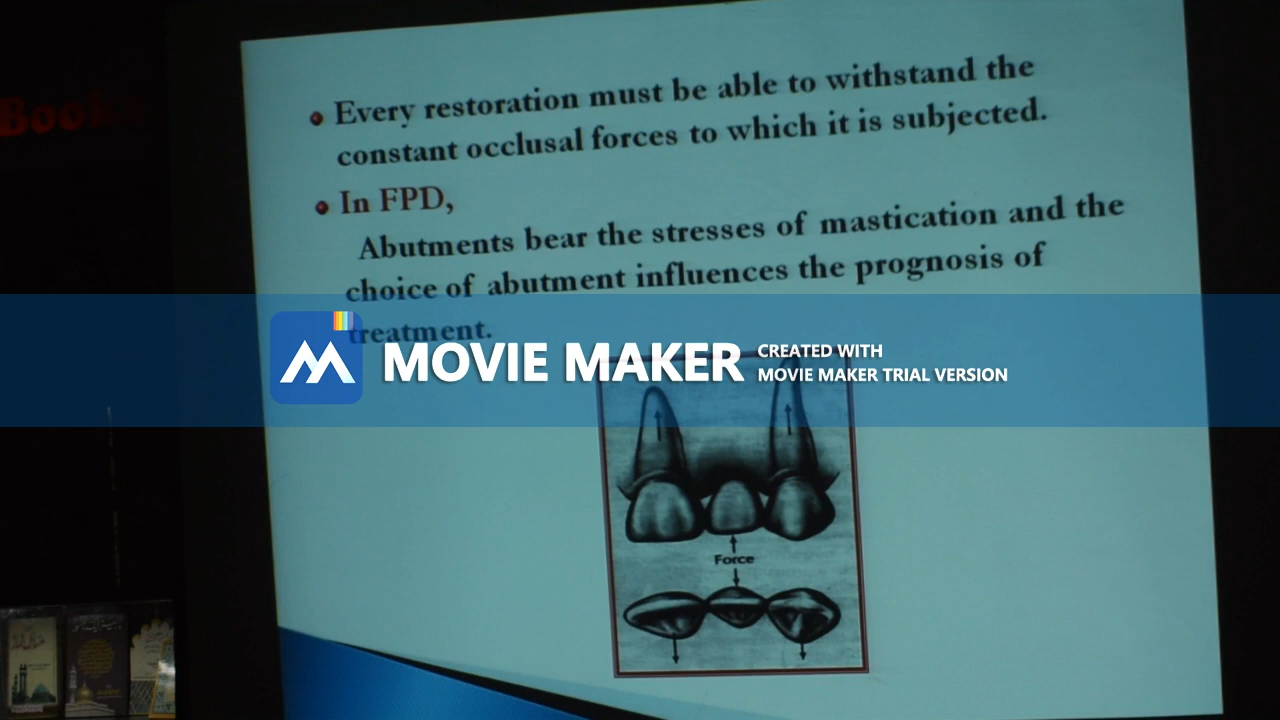 Book
Every restoration must be able to withstand the
constant occlusal forces to which it is subjected.
In FPD,
Abutments bear the stresses of mastication and the
choice of abutment influences the prognosis of
treatment.
MOVIE MAKER
CREATED WITH
MOVIE MAKER TRIAL VERSION
Force